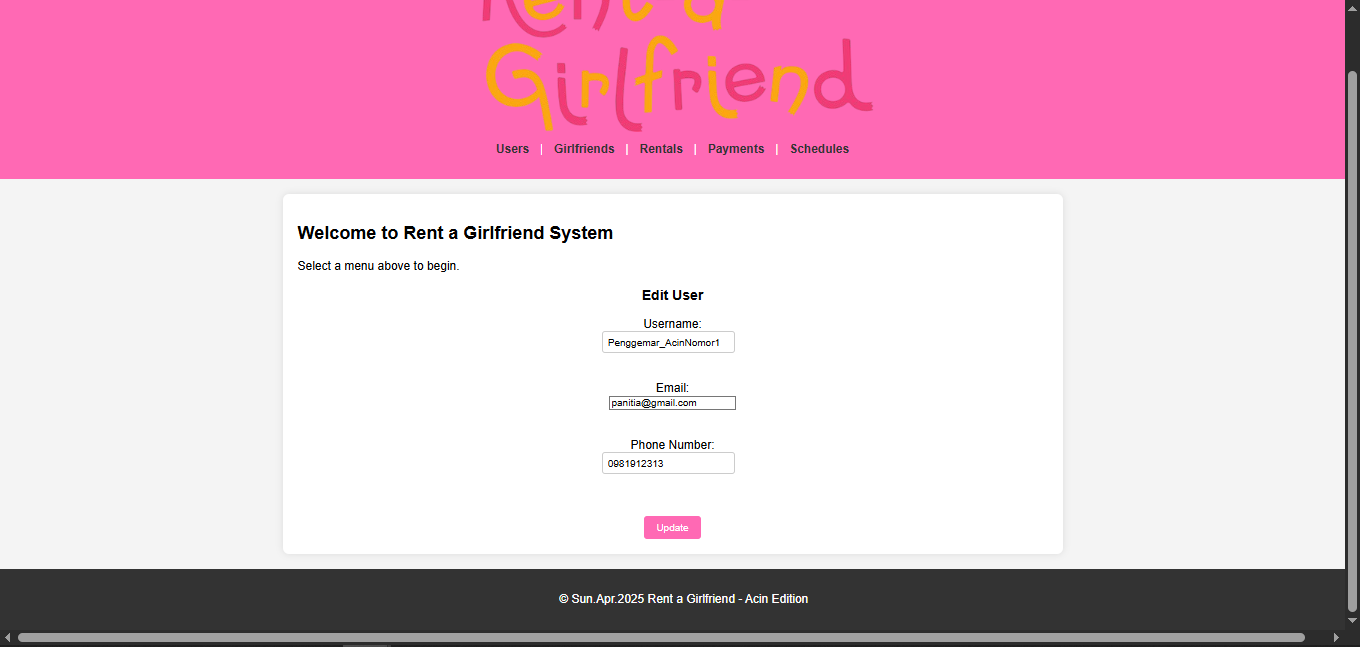 Rent a
Girlfriend
Users | Girlfriends | Rentals | Payments | Schedules
Welcome to Rent a Girlfriend System
Select a menu above to begin.
Edit User
Username:
Penggemar_AcinNomor1
Email:
panitia@gmail.com
Phone Number:
0981912313
Update
© Sun.Apr.2025 Rent a Girlfriend - Acin Edition